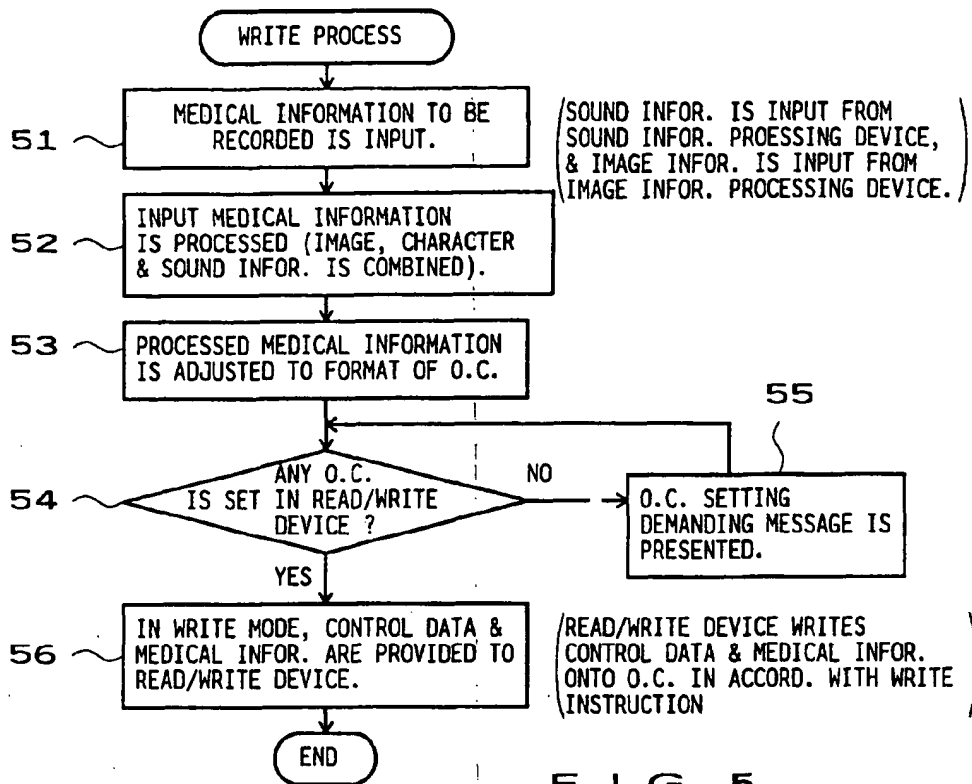 WRITE PROCESS
51
MEDICAL INFORMATION TO BE
RECORDED IS INPUT.
(SOUND INFOR. IS INPUT FROM
SOUND INFOR. PROESSING DEVICE,
& IMAGE INFOR. IS INPUT FROM
IMAGE INFOR. PROCESSING DEVICE.)
52
INPUT MEDICAL INFORMATION
IS PROCESSED (IMAGE, CHARACTER
& SOUND INFOR. IS COMBINED).
53
PROCESSED MEDICAL INFORMATION
IS ADJUSTED TO FORMAT OF O.C.
54
ANY O.C.
IS SET IN READ/WRITE
DEVICE ?
NO
55
O.C. SETTING
DEMANDING MESSAGE IS
PRESENTED.
YES
56
IN WRITE MODE, CONTROL DATA &
MEDICAL INFOR. ARE PROVIDED TO
READ/WRITE DEVICE.
(READ/WRITE DEVICE WRITES
CONTROL DATA & MEDICAL INFOR.
ONTO O.C. IN ACCORD. WITH WRITE
INSTRUCTION)
END
FIG 5